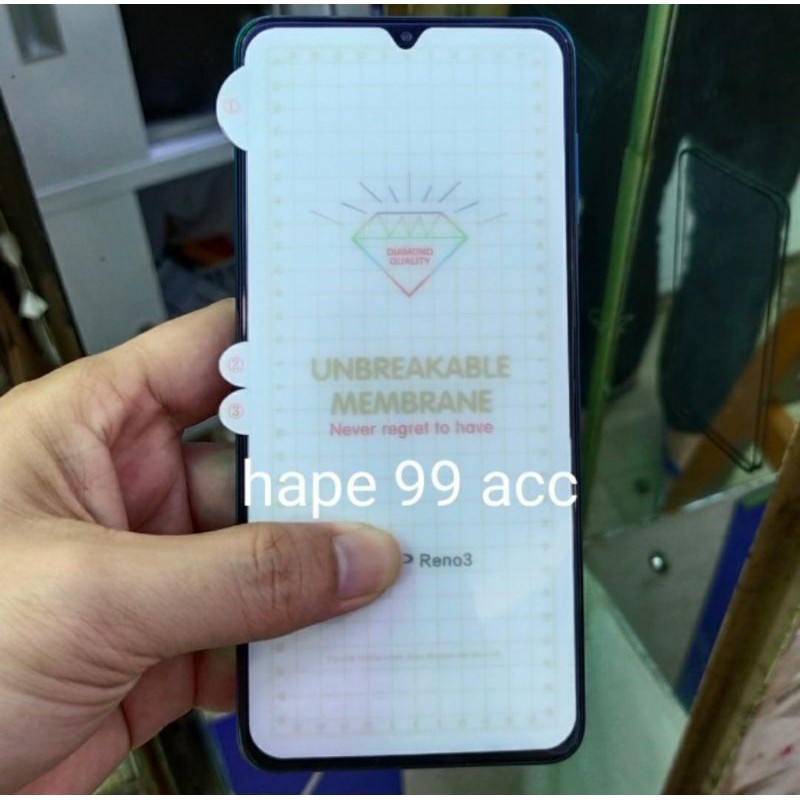 ①
DIAMOND
QUALITY
②
UNBREAKABLE
③
MEMBRANE
Never regret to have
hape 99 acc
P Reno3